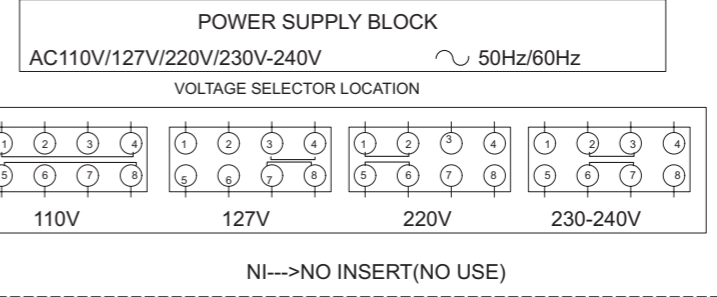 POWER SUPPLY BLOCK
AC110V/127V/220V/230V-240V 50Hz/60Hz
VOLTAGE SELECTOR LOCATION
1 2 3 4 1 2 3 4 1 2 3 4 1 2 3 4
5 6 7 8 5 6 7 8 5 6 7 8 5 6 7 8
110V 127V 220V 230-240V
NI--->NO INSERT(NO USE)